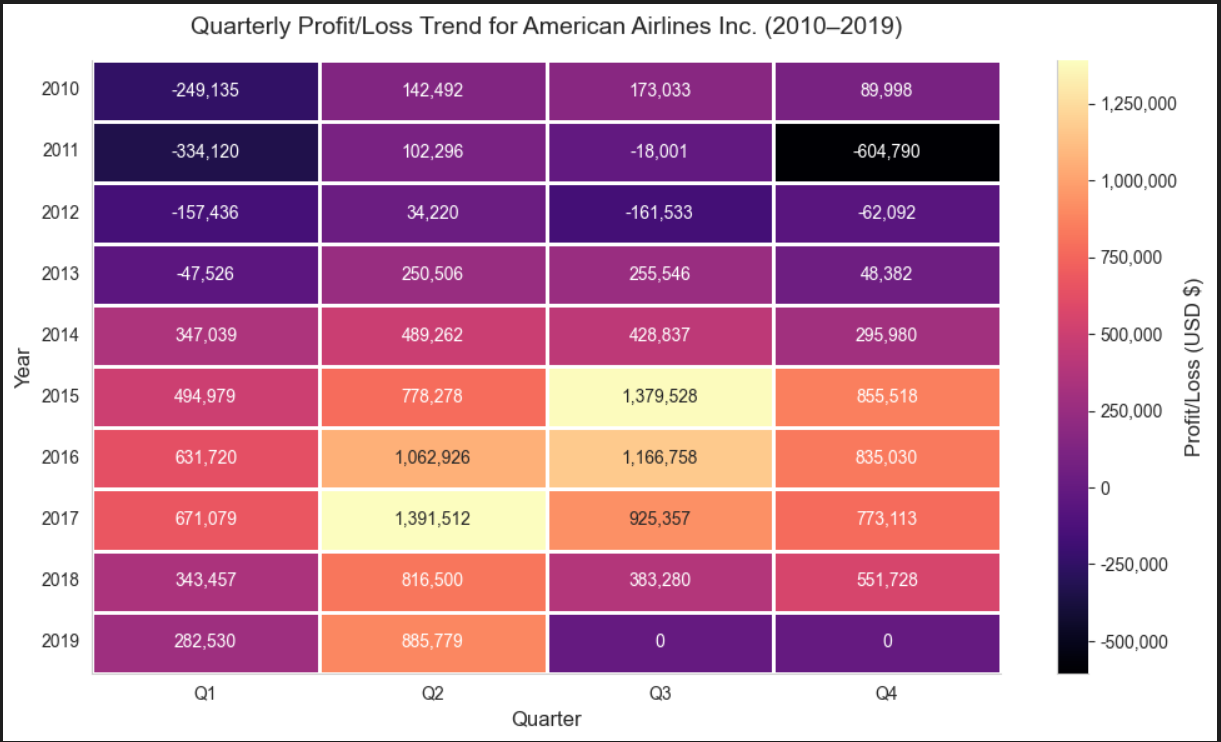 Quarterly Profit/Loss Trend for American Airlines Inc. (2010–2019)
2010 -249,135 142,492 173,033 89,998
2011 -334,120 102,296 -18,001 -604,790
2012 -157,436 34,220 -161,533 -62,092
2013 -47,526 250,506 255,546 48,382
2014 347,039 489,262 428,837 295,980
2015 494,979 778,278 1,379,528 855,518
2016 631,720 1,062,926 1,166,758 835,030
2017 671,079 1,391,512 925,357 773,113
2018 343,457 816,500 383,280 551,728
2019 282,530 885,779 0 0
Year
Q1 Q2 Q3 Q4
Quarter
1,250,000
1,000,000
750,000
500,000
250,000
0
-250,000
-500,000
Profit/Loss (USD $)